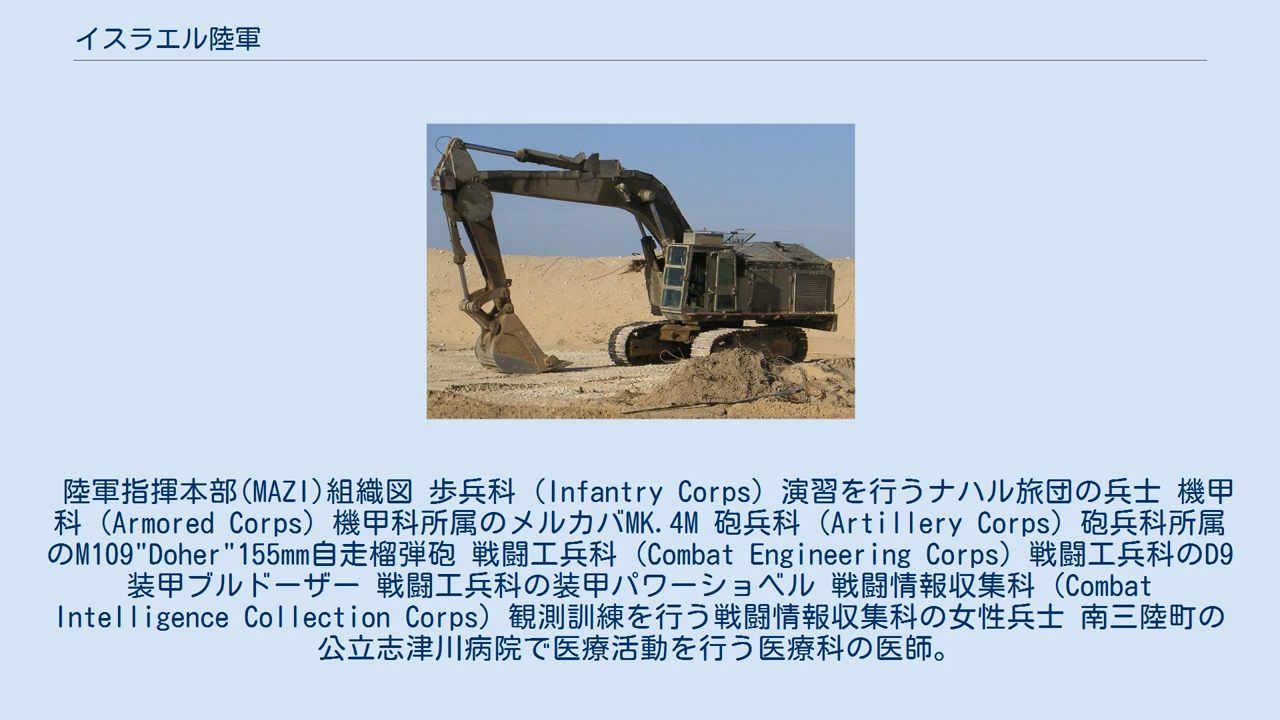 イスラエル陸軍
陸軍指揮本部(MAZI)組織図 歩兵科（Infantry Corps）演習を行うナハル旅団の兵士 機甲
科（Armored Corps）機甲科所属のメルカバMK.4M 砲兵科（Artillery Corps）砲兵科所属
のM109"Doher"155mm自走榴弾砲 戦闘工兵科（Combat Engineering Corps）戦闘工兵科のD9
装甲ブルドーザー 戦闘工兵科の装甲パワーショベル 戦闘情報収集科（Combat
Intelligence Collection Corps）観測訓練を行う戦闘情報収集科の女性兵士 南三陸町の
公立志津川病院で医療活動を行う医療科の医師。